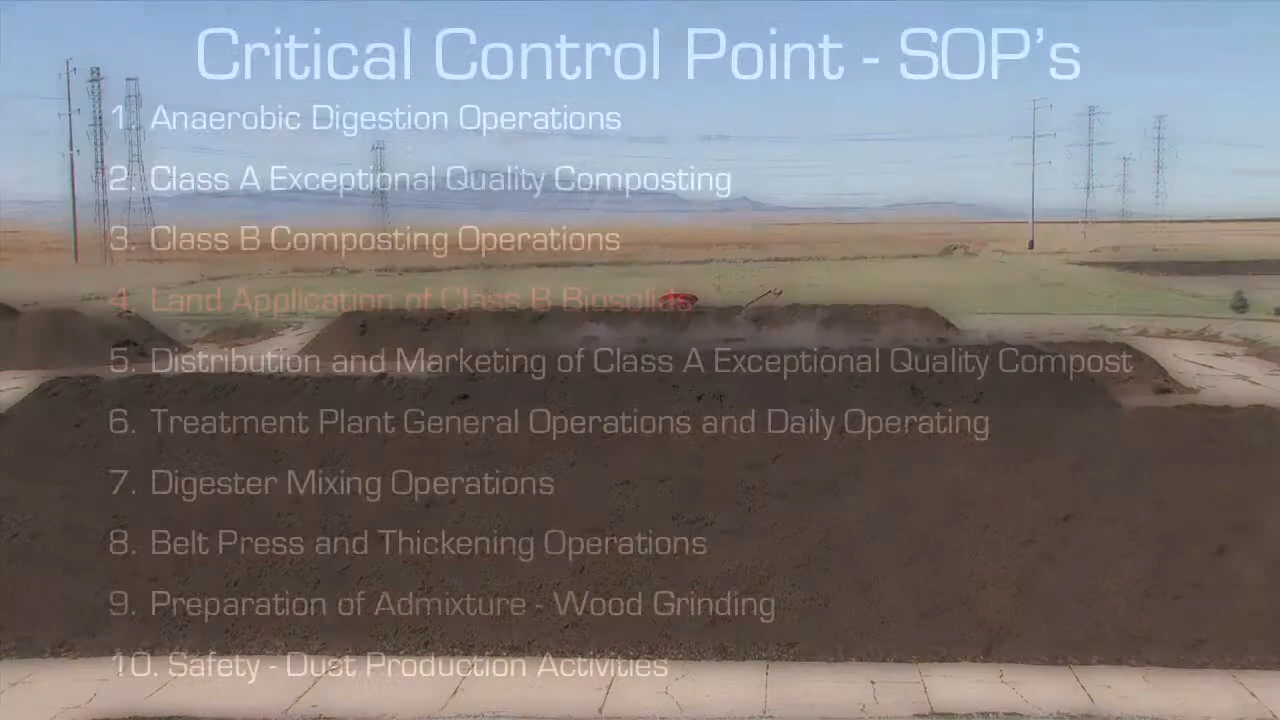 Critical Control Point - SOP’s
1. Anaerobic Digestion Operations
2. Class A Exceptional Quality Composting
3. Class B Composting Operations
4. Land Application of Class B Biosolids
5. Distribution and Marketing of Class A Exceptional Quality Compost
6. Treatment Plant General Operations and Daily Operating
7. Digester Mixing Operations
8. Belt Press and Thickening Operations
9. Preparation of Admixture - Wood Grinding
10. Safety - Dust Production Activities